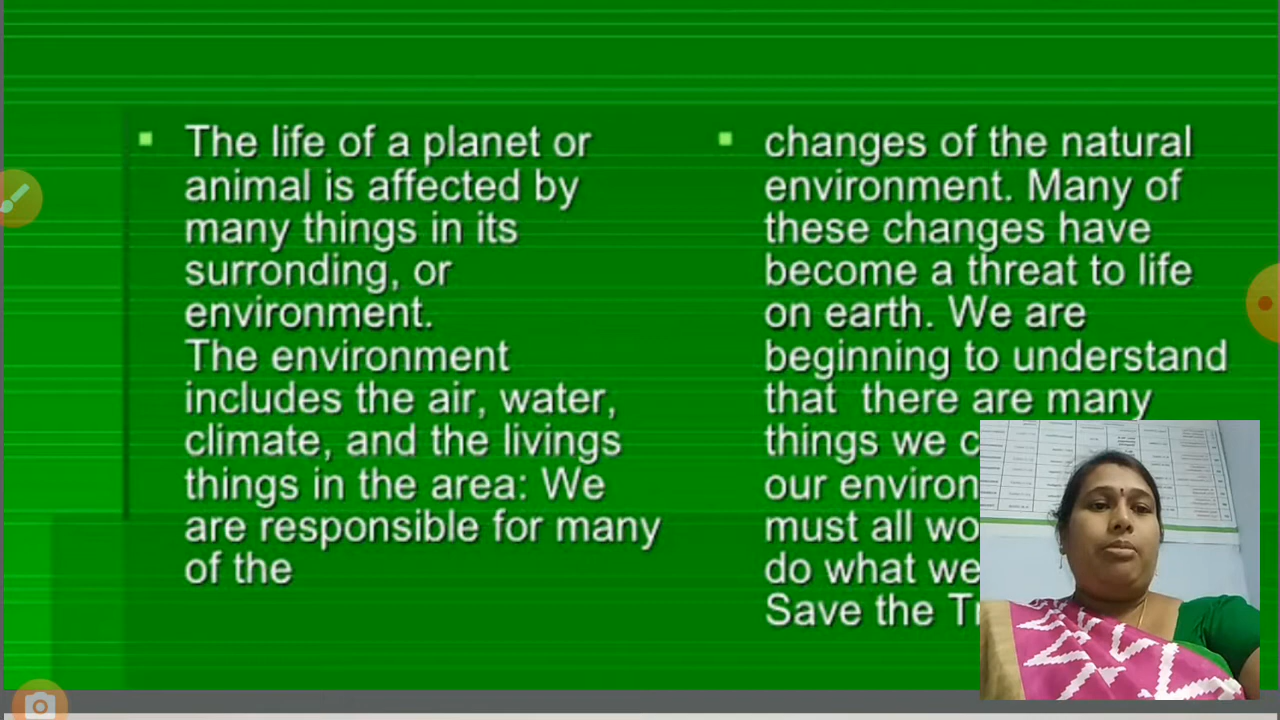 The life of a planet or
animal is affected by
many things in its
surronding, or
environment.
The environment
includes the air, water,
climate, and the livings
things in the area: We
are responsible for many
of the
changes of the natural
environment. Many of
these changes have
become a threat to life
on earth. We are
beginning to understand
that there are many
things we
our
must all
do what we
Save the